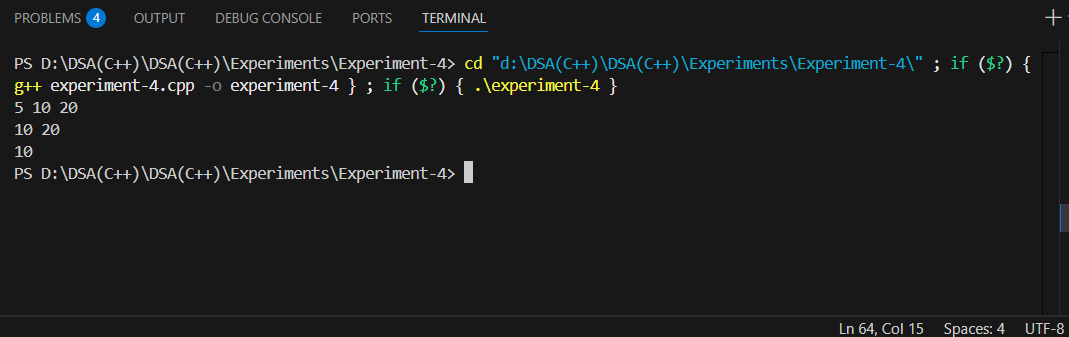 PROBLEMS 4 OUTPUT DEBUG CONSOLE PORTS TERMINAL
PS D:\DSA(C++)\DSA(C++)\Experiments\Experiment-4> cd "d:\DSA(C++)\DSA(C++)\Experiments\Experiment-4\" ; if ($?) {
g++ experiment-4.cpp -o experiment-4 } ; if ($?) { .\experiment-4 }
5 10 20
10 20
10
PS D:\DSA(C++)\DSA(C++)\Experiments\Experiment-4>
Ln 64, Col 15 Spaces: 4 UTF-8